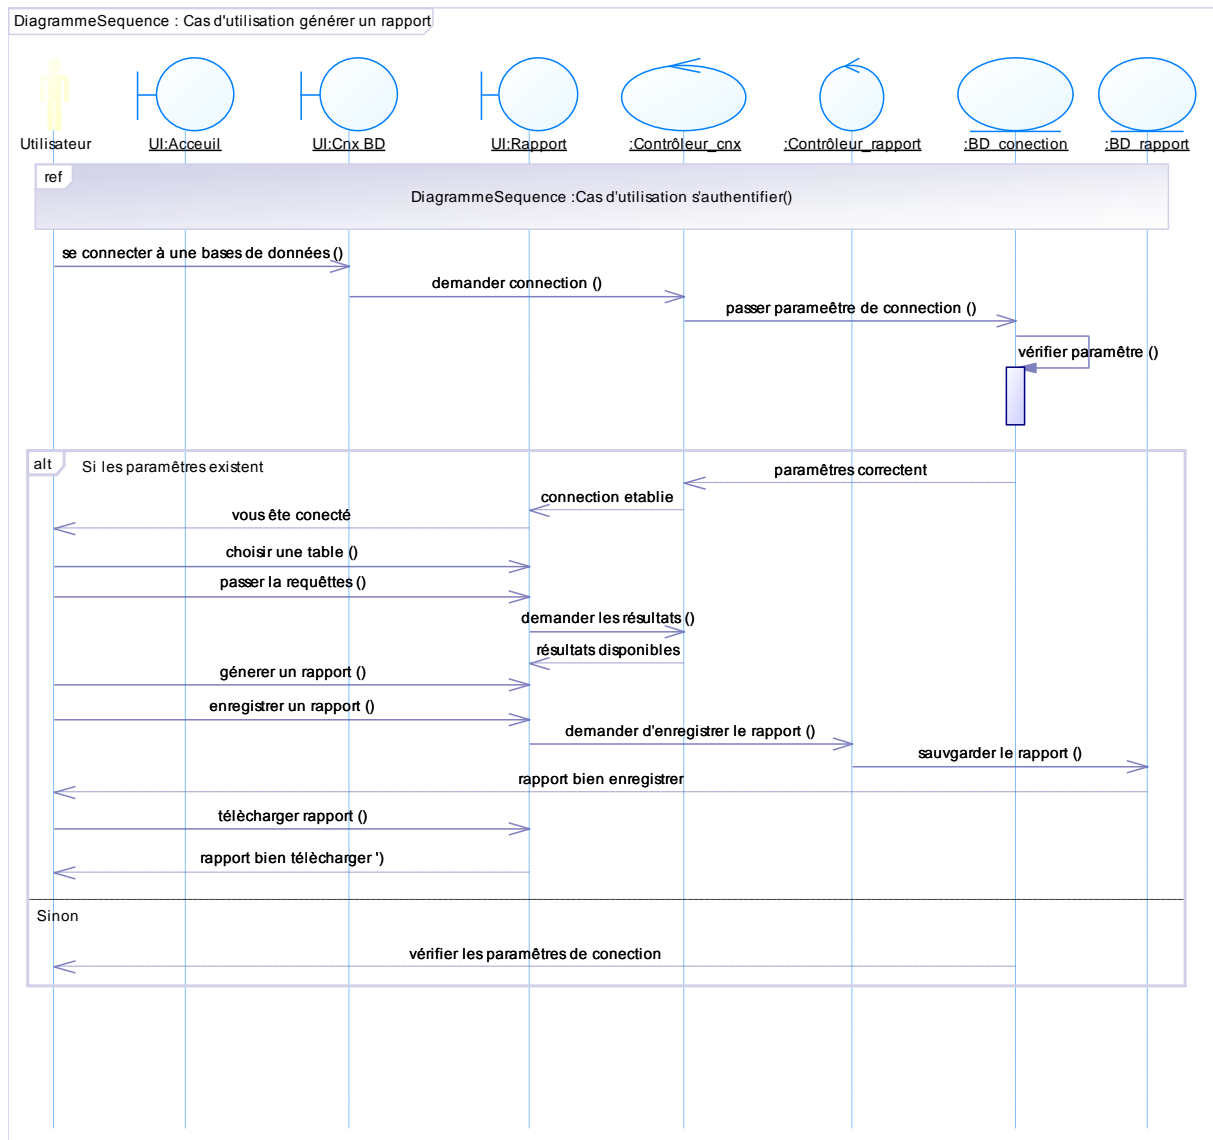 DiagrammeSequence : Cas d'utilisation générer un rapport
Utilisateur
UI:Acceuil
UI:Cnx BD
UI:Rapport
:Contrôleur_cnx
:Contrôleur_rapport
:BD_conection
:BD_rapport
ref
DiagrammeSequence :Cas d'utilisation s'authentifier()
se connecter à une bases de données ()
demander connection ()
passer parameêtre de connection ()
vérifier paramêtre ()
alt
Si les paramêtres existent
paramêtres correctent
connection etablie
vous ête conecté
choisir une table ()
passer la requêttes ()
demander les résultats ()
résultats disponibles
génerer un rapport ()
enregistrer un rapport ()
demander d'enregistrer le rapport ()
sauvgarder le rapport ()
rapport bien enregistrer
télècharger rapport ()
rapport bien télècharger ')
Sinon
vérifier les paramêtres de conection